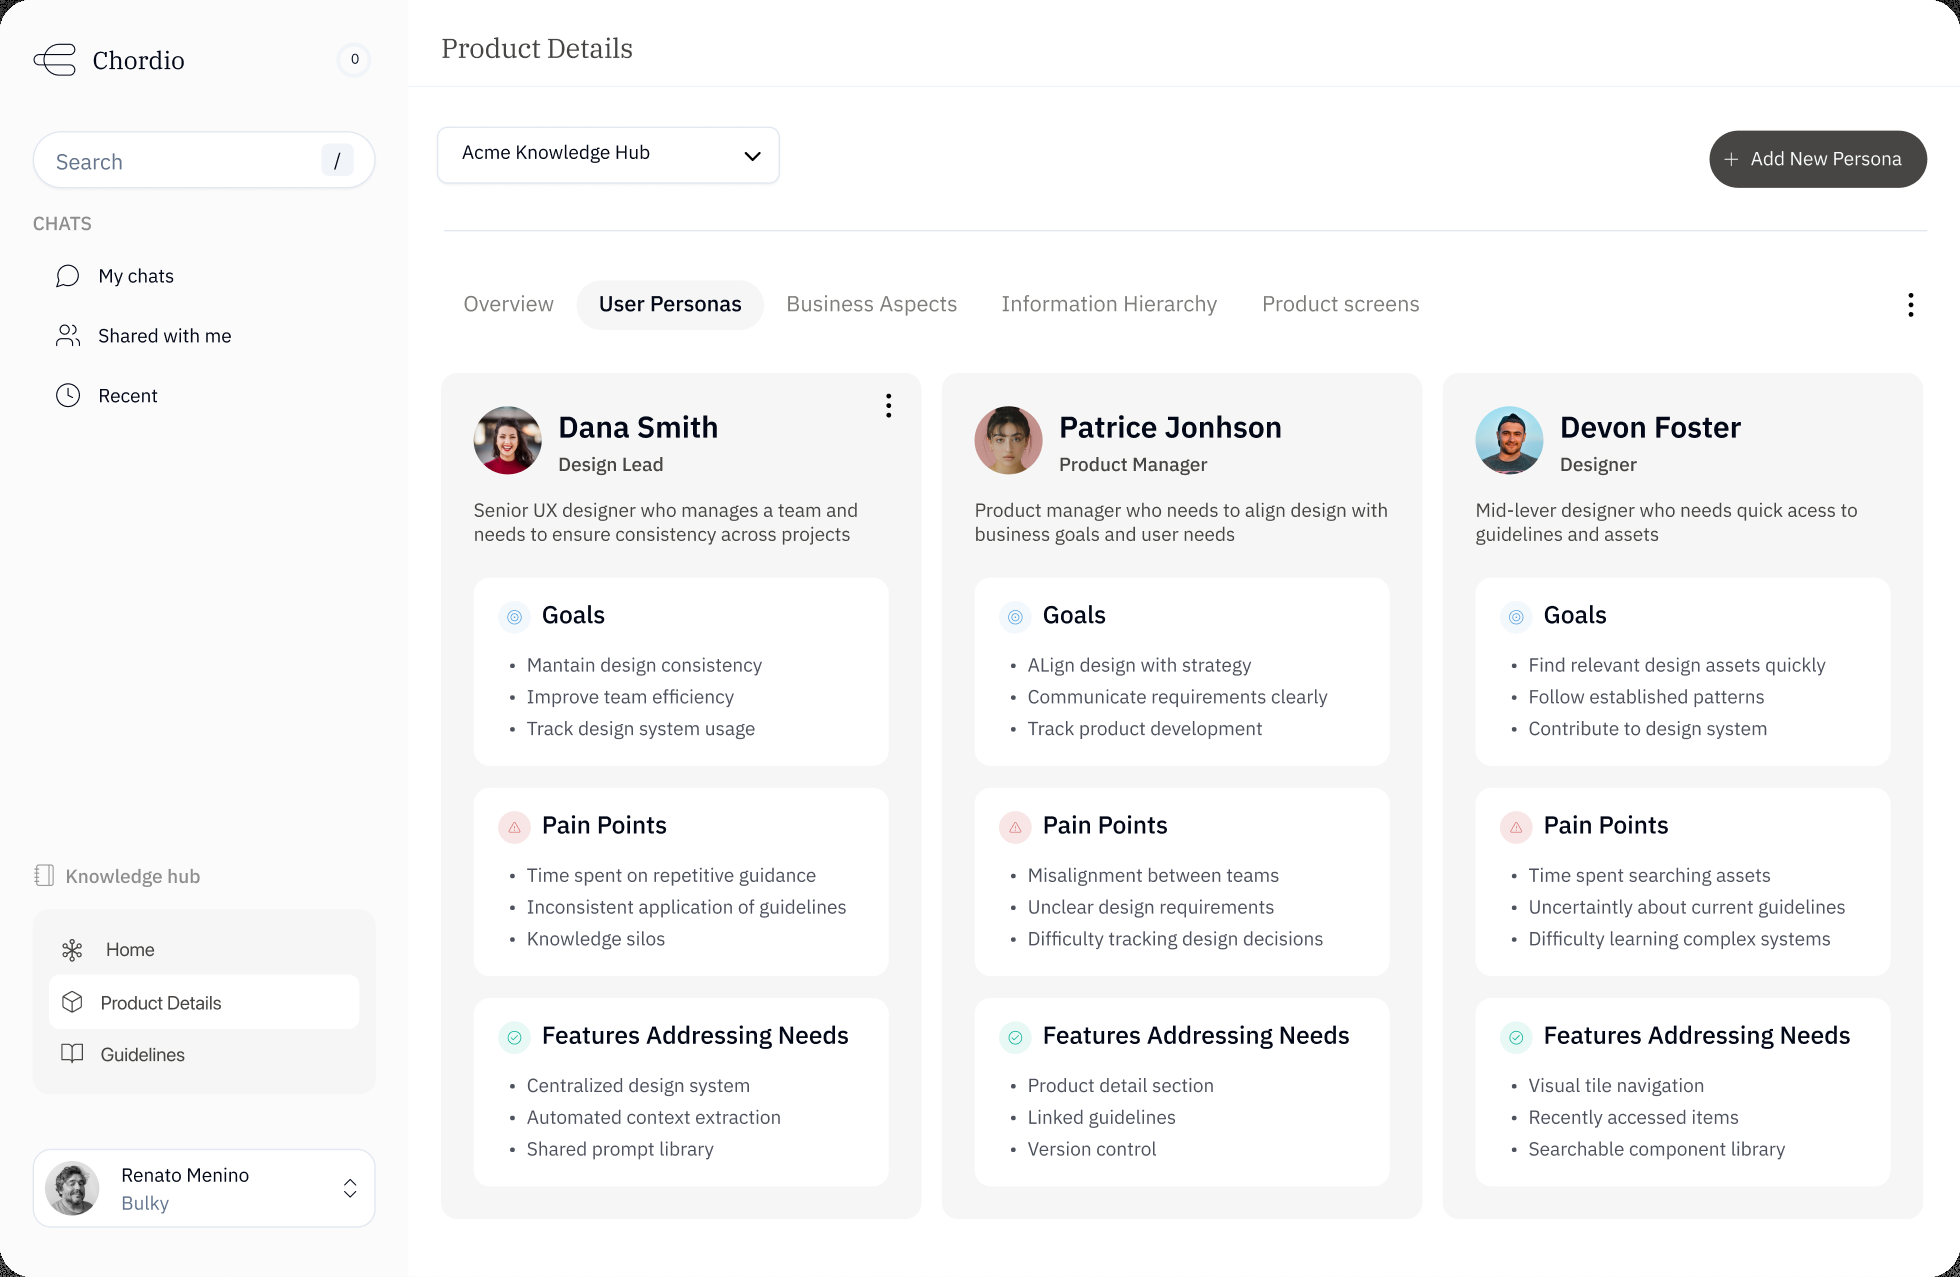 Chordio
0
Search
/
CHATS
My chats
Shared with me
Recent
Knowledge hub
Home
Product Details
Guidelines
Renato Menino
Bulky
Product Details
Acme Knowledge Hub
+ Add New Persona
Overview
User Personas
Business Aspects
Information Hierarchy
Product screens
Dana Smith
Design Lead
Senior UX designer who manages a team and
needs to ensure consistency across projects
Goals
• Mantain design consistency
• Improve team efficiency
• Track design system usage
Pain Points
• Time spent on repetitive guidance
• Inconsistent application of guidelines
• Knowledge silos
Features Addressing Needs
• Centralized design system
• Automated context extraction
• Shared prompt library
Patrice Jonhson
Product Manager
Product manager who needs to align design with
business goals and user needs
Goals
• ALign design with strategy
• Communicate requirements clearly
• Track product development
Pain Points
• Misalignment between teams
• Unclear design requirements
• Difficulty tracking design decisions
Features Addressing Needs
• Product detail section
• Linked guidelines
• Version control
Devon Foster
Designer
Mid-lever designer who needs quick acess to
guidelines and assets
Goals
• Find relevant design assets quickly
• Follow established patterns
• Contribute to design system
Pain Points
• Time spent searching assets
• Uncertaintly about current guidelines
• Difficulty learning complex systems
Features Addressing Needs
• Visual tile navigation
• Recently accessed items
• Searchable component library